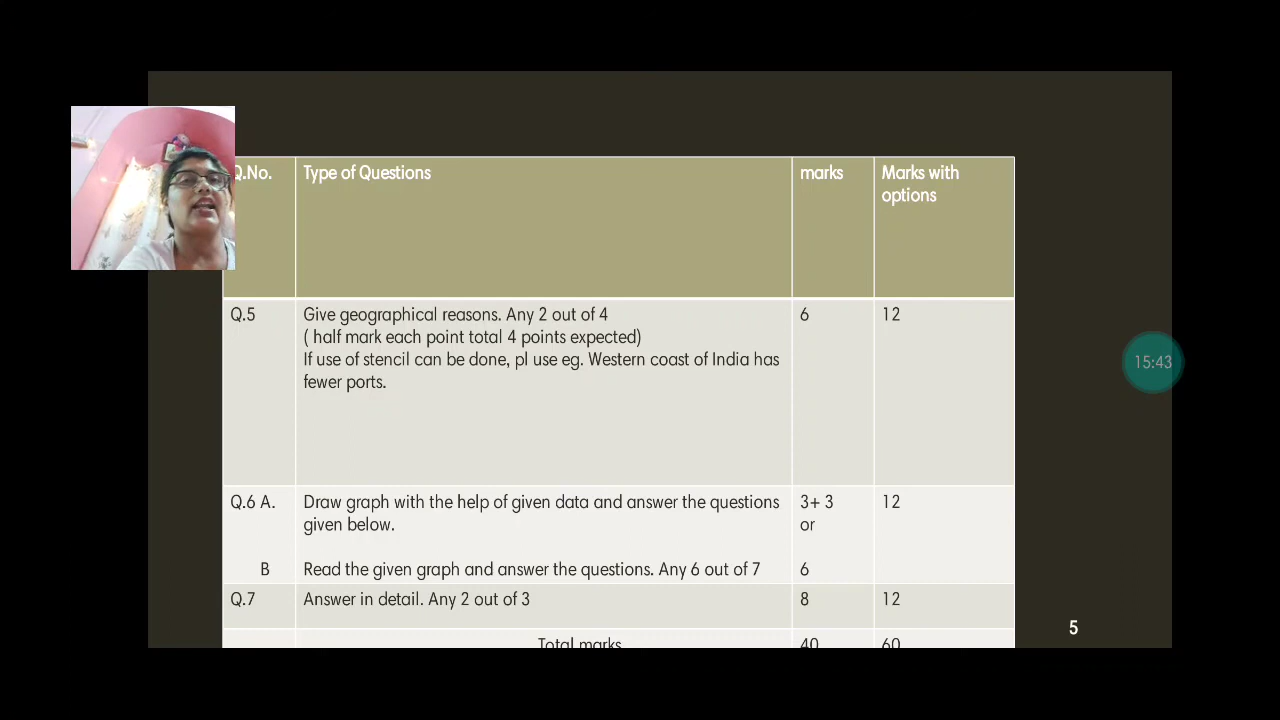 Q.No.
Type of Questions
marks
Marks with
options
Q.5
Give geographical reasons. Any 2 out of 4
( half mark each point total 4 points expected)
If use of stencil can be done, pl use eg. Western coast of India has
fewer ports.
6
12
Q.6 A.
Draw graph with the help of given data and answer the questions
given below.
3+ 3
or
12
B
Read the given graph and answer the questions. Any 6 out of 7
6
Q.7
Answer in detail. Any 2 out of 3
8
12
Total marks
40
60
5
15:43